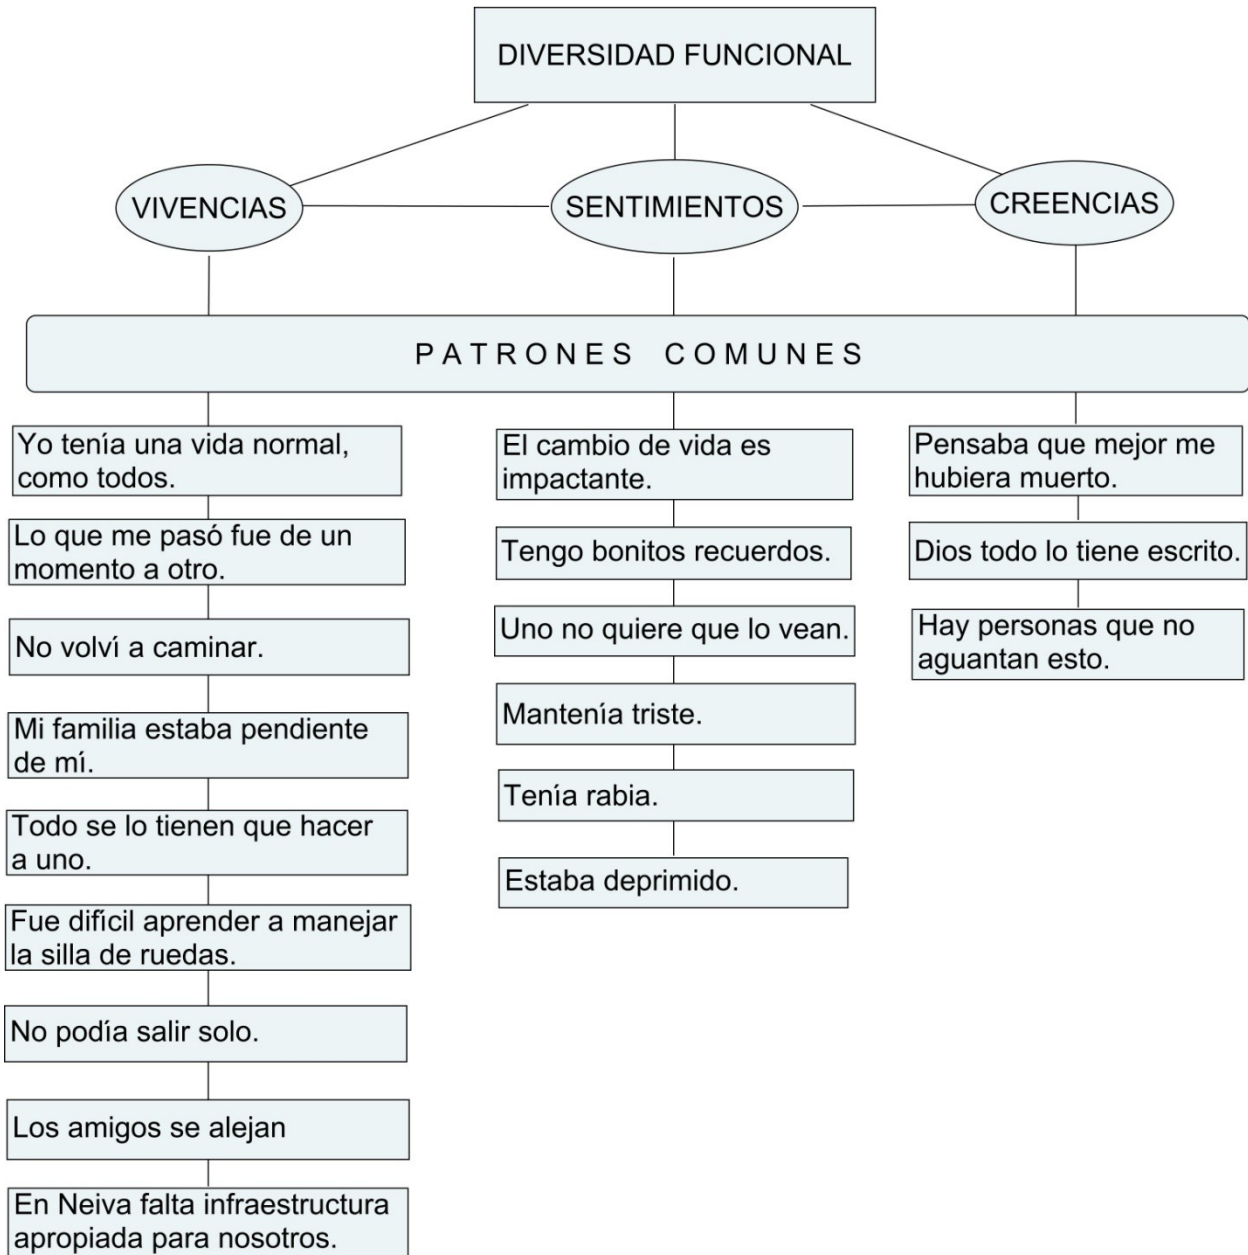 DIVERSIDAD FUNCIONAL
VIVENCIAS
SENTIMIENTOS
CREENCIAS
PATRONES COMUNES
Yo tenía una vida normal,
como todos.
Lo que me pasó fue de un
momento a otro.
No volví a caminar.
Mi familia estaba pendiente
de mí.
Todo se lo tienen que hacer
a uno.
Fue difícil aprender a manejar
la silla de ruedas.
No podía salir solo.
Los amigos se alejan
En Neiva falta infraestructura
apropiada para nosotros.
El cambio de vida es
impactante.
Tengo bonitos recuerdos.
Uno no quiere que lo vean.
Mantenía triste.
Tenía rabia.
Estaba deprimido.
Pensaba que mejor me
hubiera muerto.
Dios todo lo tiene escrito.
Hay personas que no
aguantan esto.